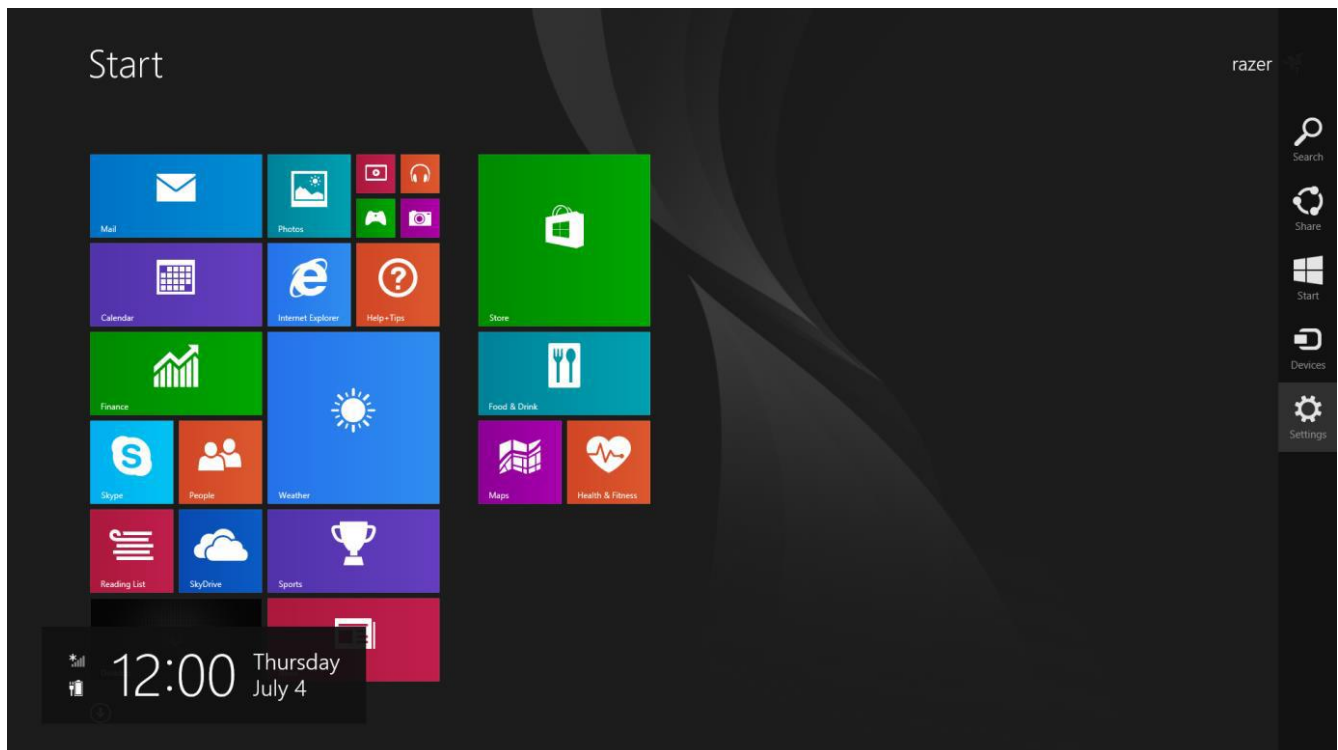 Start
razer
Mail
Photos
Calendar
Internet Explorer
Help+Tips
Store
Finance
Weather
Food & Drink
Skype
People
Maps
Health & Fitness
Reading List
SkyDrive
Sports
12:00
Thursday
July 4
Search
Share
Start
Devices
Settings